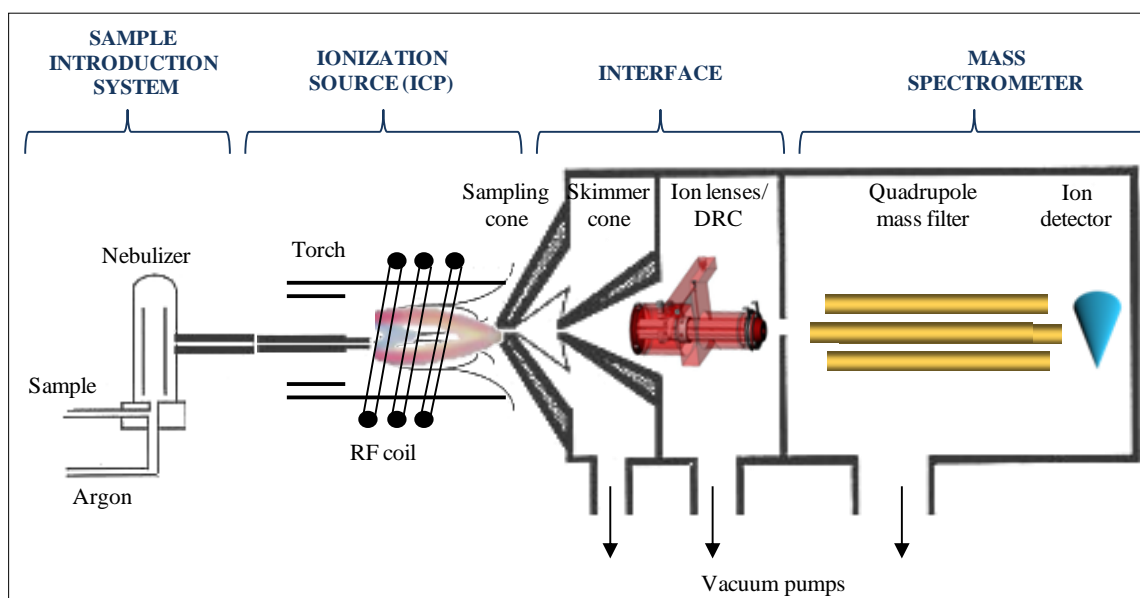 SAMPLE
INTRODUCTION
SYSTEM
IONIZATION
SOURCE (ICP)
INTERFACE
MASS
SPECTROMETER
Sampling
cone
Skimmer
cone
Ion lenses/
DRC
Quadrupole
mass filter
Ion
detector
Nebulizer
Torch
Sample
Argon
RF coil
Vacuum pumps